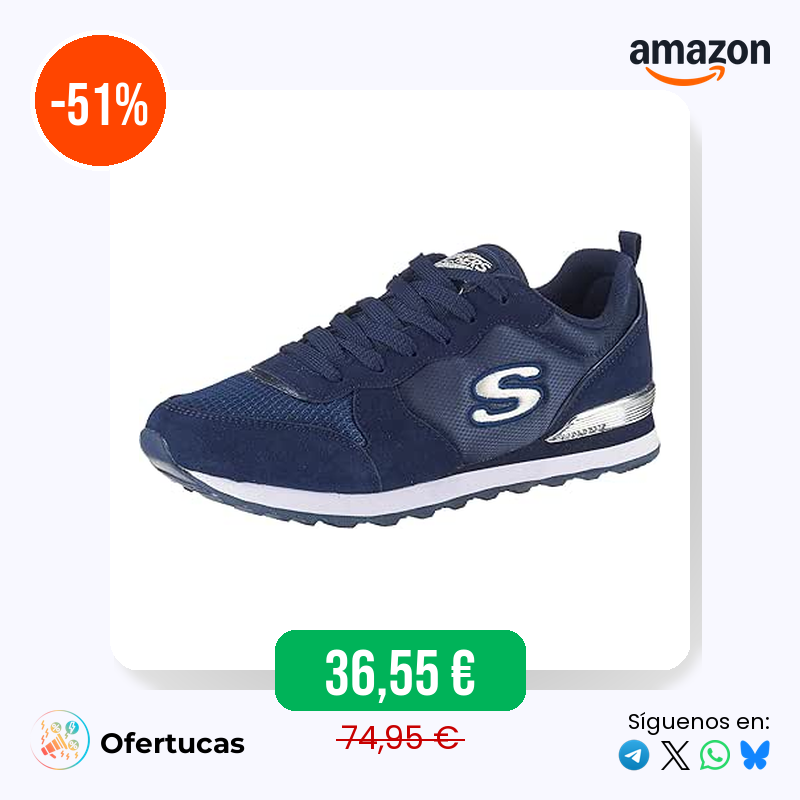 -51%
amazon
S
36,55 €
74,95 €
Ofertucas
Síguenos en: